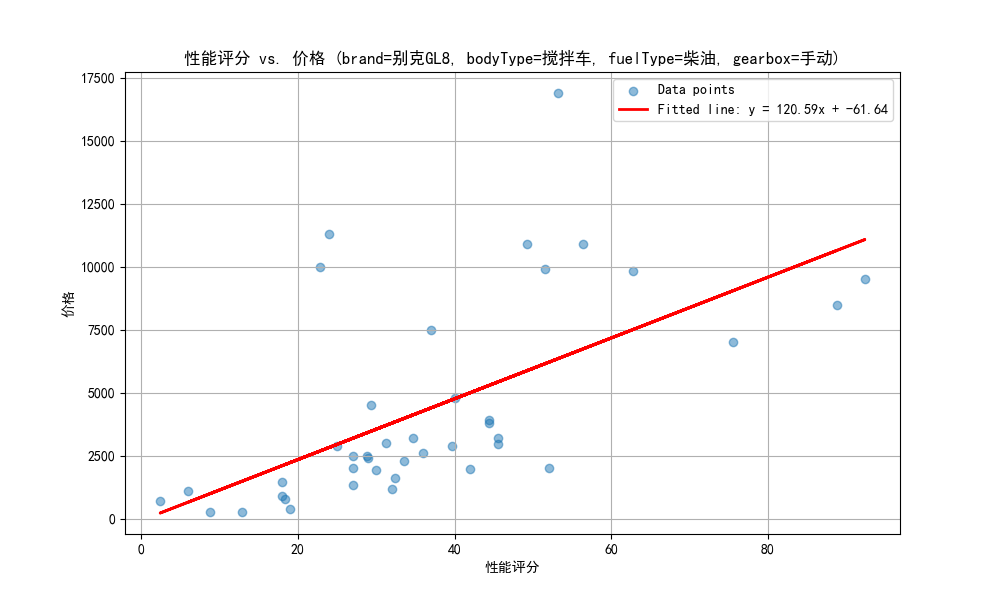 性能评分 vs. 价格 (brand=别克GL8, bodyType=搅拌车, fuelType=柴油, gearbox=手动)
Data points
Fitted line: y = 120.59x + -61.64
17500
15000
12500
10000
7500
5000
2500
0
价格
0 20 40 60 80
性能评分